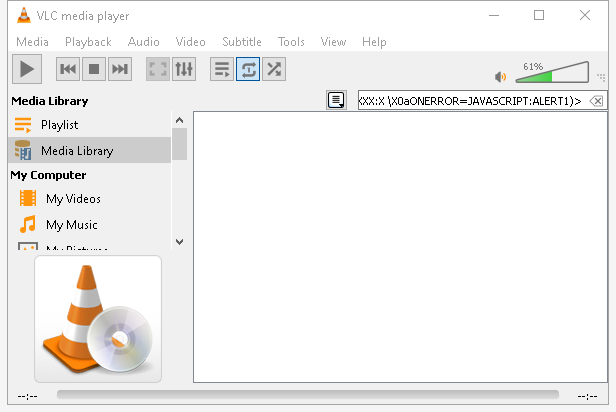 VLC media player
Media Playback Audio Video Subtitle Tools View Help
61%
Media Library
XXX:X \X0aONERROR=JAVASCRIPT:ALERT1)>
Playlist
Media Library
My Computer
My Videos
My Music
My Pictures
--:-- --:--